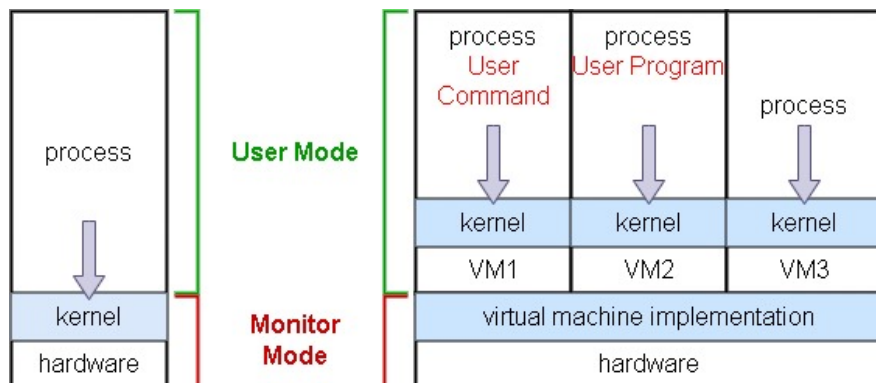 process
kernel
hardware
User Mode
Monitor
Mode
process
User
Command
process
User Program
process
kernel
kernel
kernel
VM1
VM2
VM3
virtual machine implementation
hardware